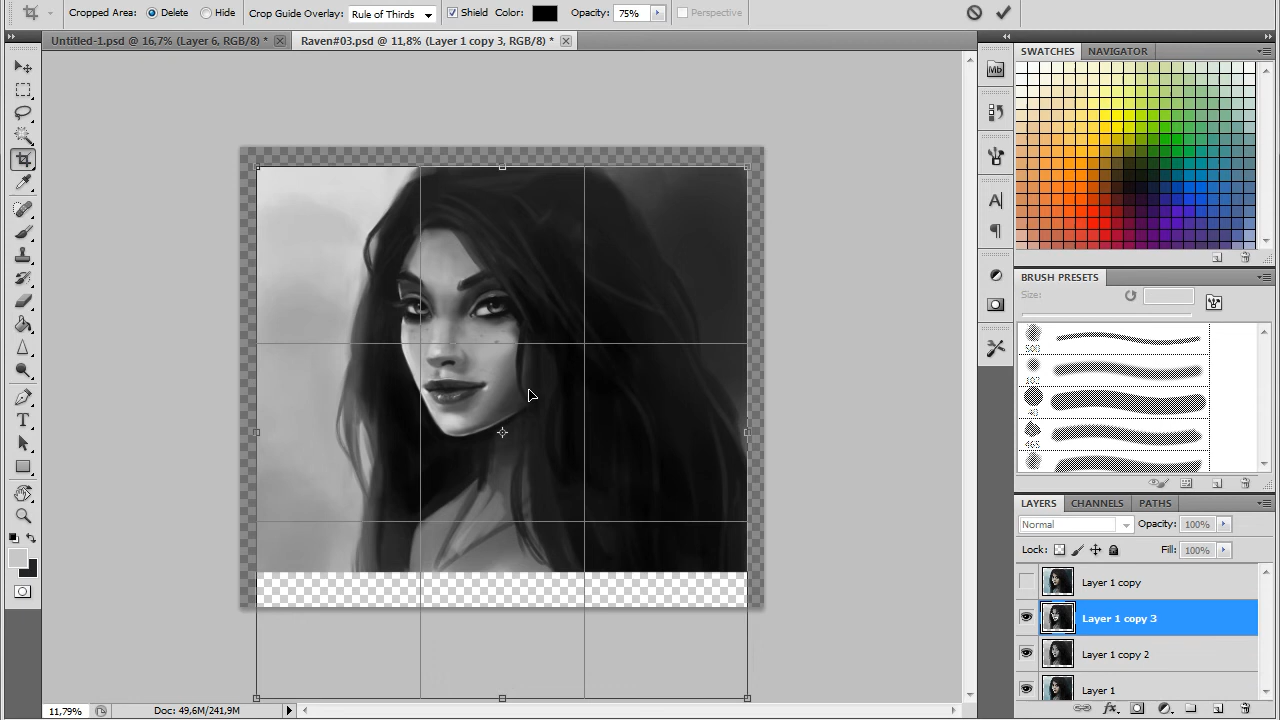 Cropped Area: Delete Hide Crop Guide Overlay: Rule of Thirds Shield Color: Opacity: 75% Perspective
Untitled-1.psd @ 16,7% (Layer 6, RGB/8) * Raven#03.psd @ 11,8% (Layer 1 copy 3, RGB/8) *
SWATCHES NAVIGATOR
Mb
A
BRUSH PRESETS
Size:
LAYERS CHANNELS PATHS
Normal Opacity: 100%
Lock: Fill: 100%
Layer 1 copy
Layer 1 copy 3
Layer 1 copy 2
Layer 1
11,79% Doc: 49,6M/241,9M